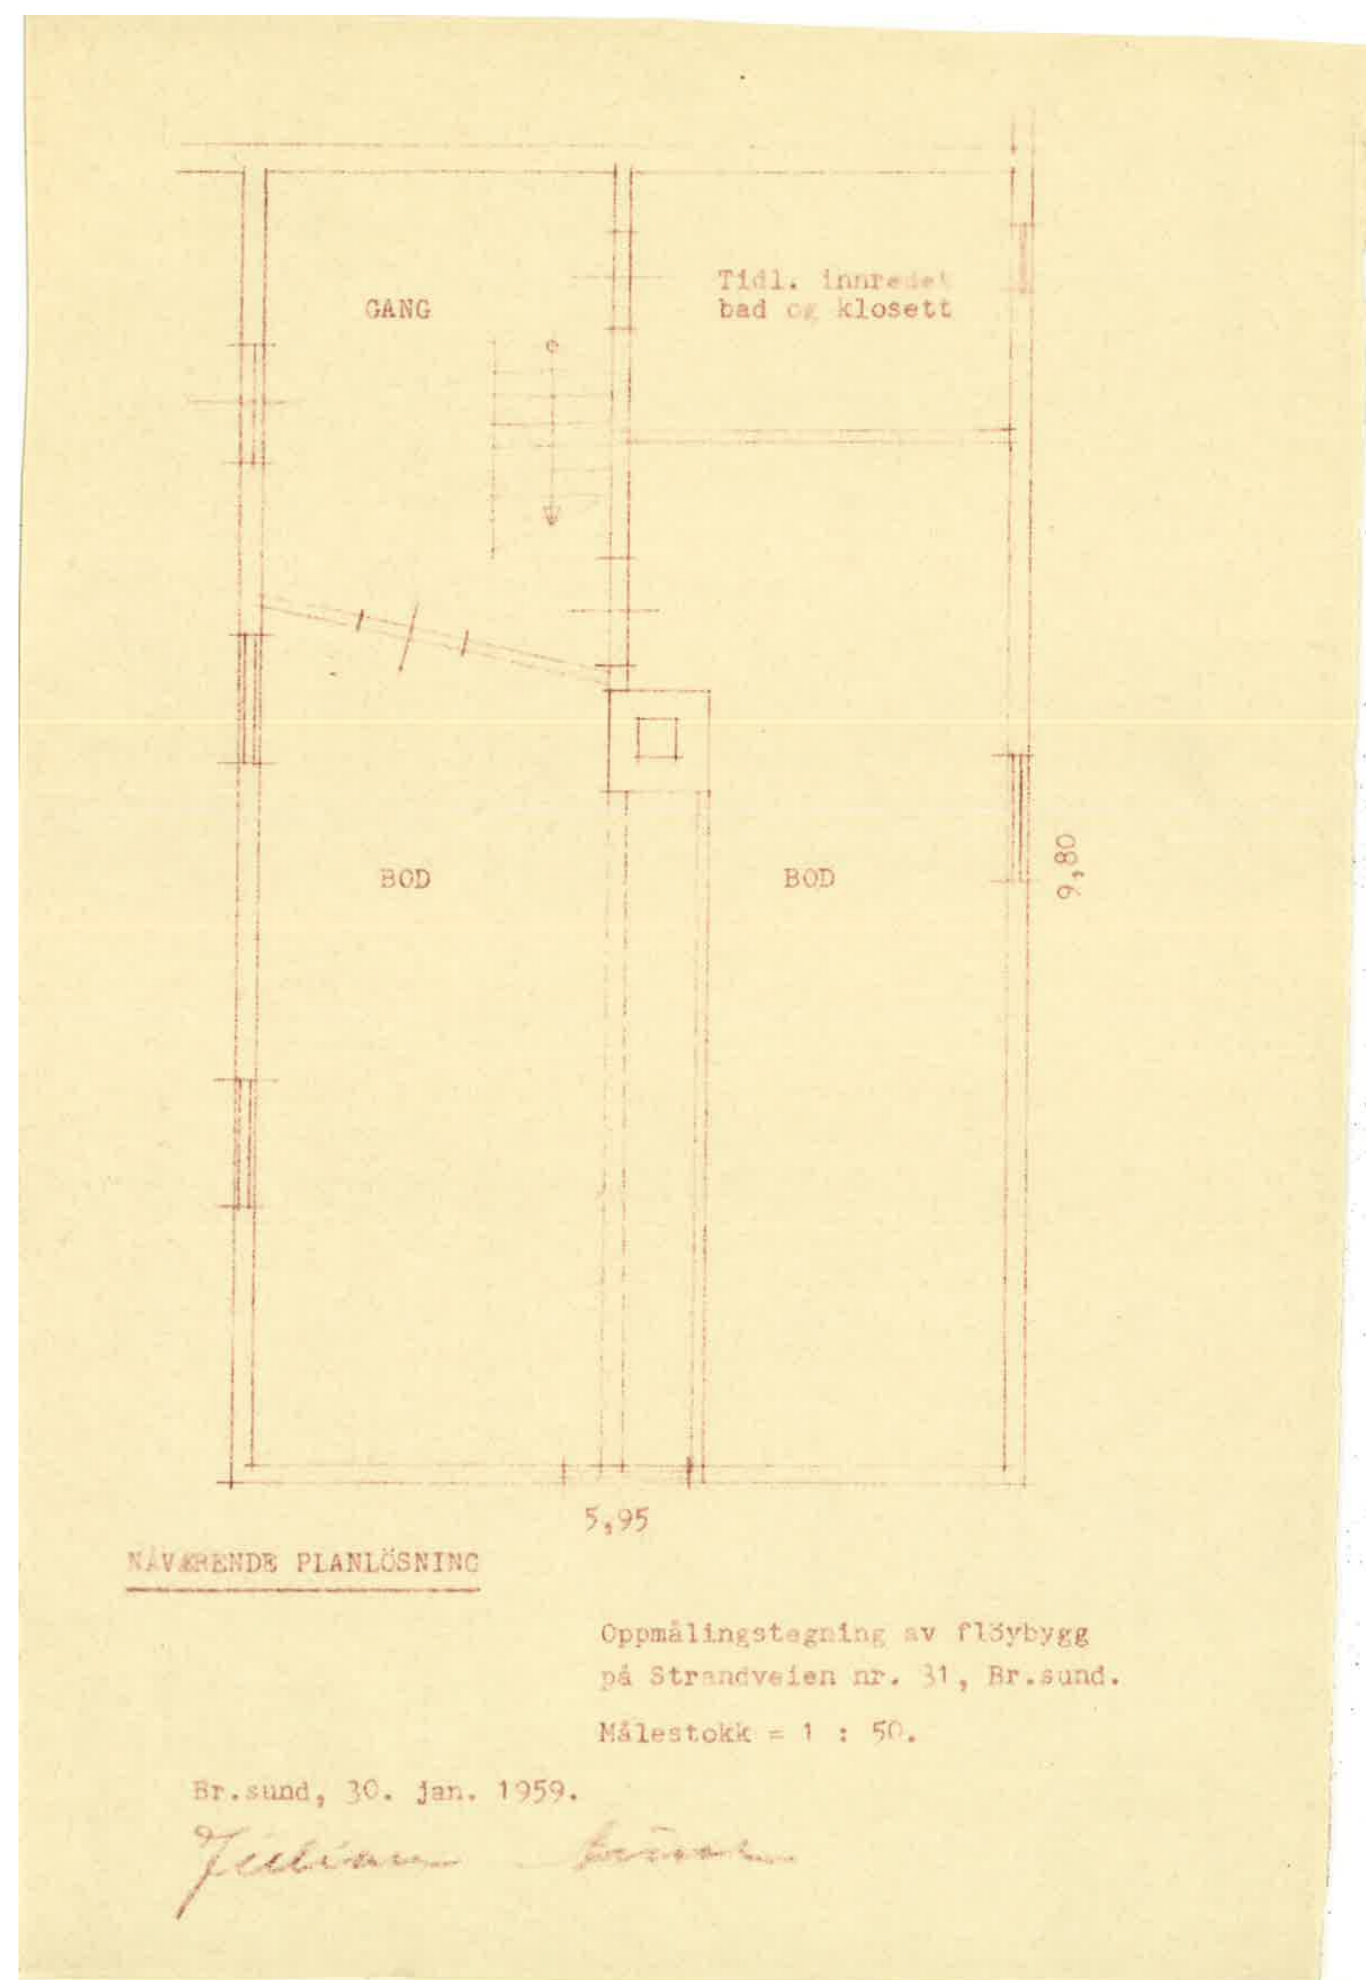 GANG
Tidl. innredet
bad og klosett
BOD
BOD
9,80
5,95
NÅVÆRENDE PLANLÖSNING
Oppmålingstegning av flöybygg
på Strandveien nr. 31, Br.sund.
Målestokk = 1 : 50.
Br.sund, 30. jan. 1959.